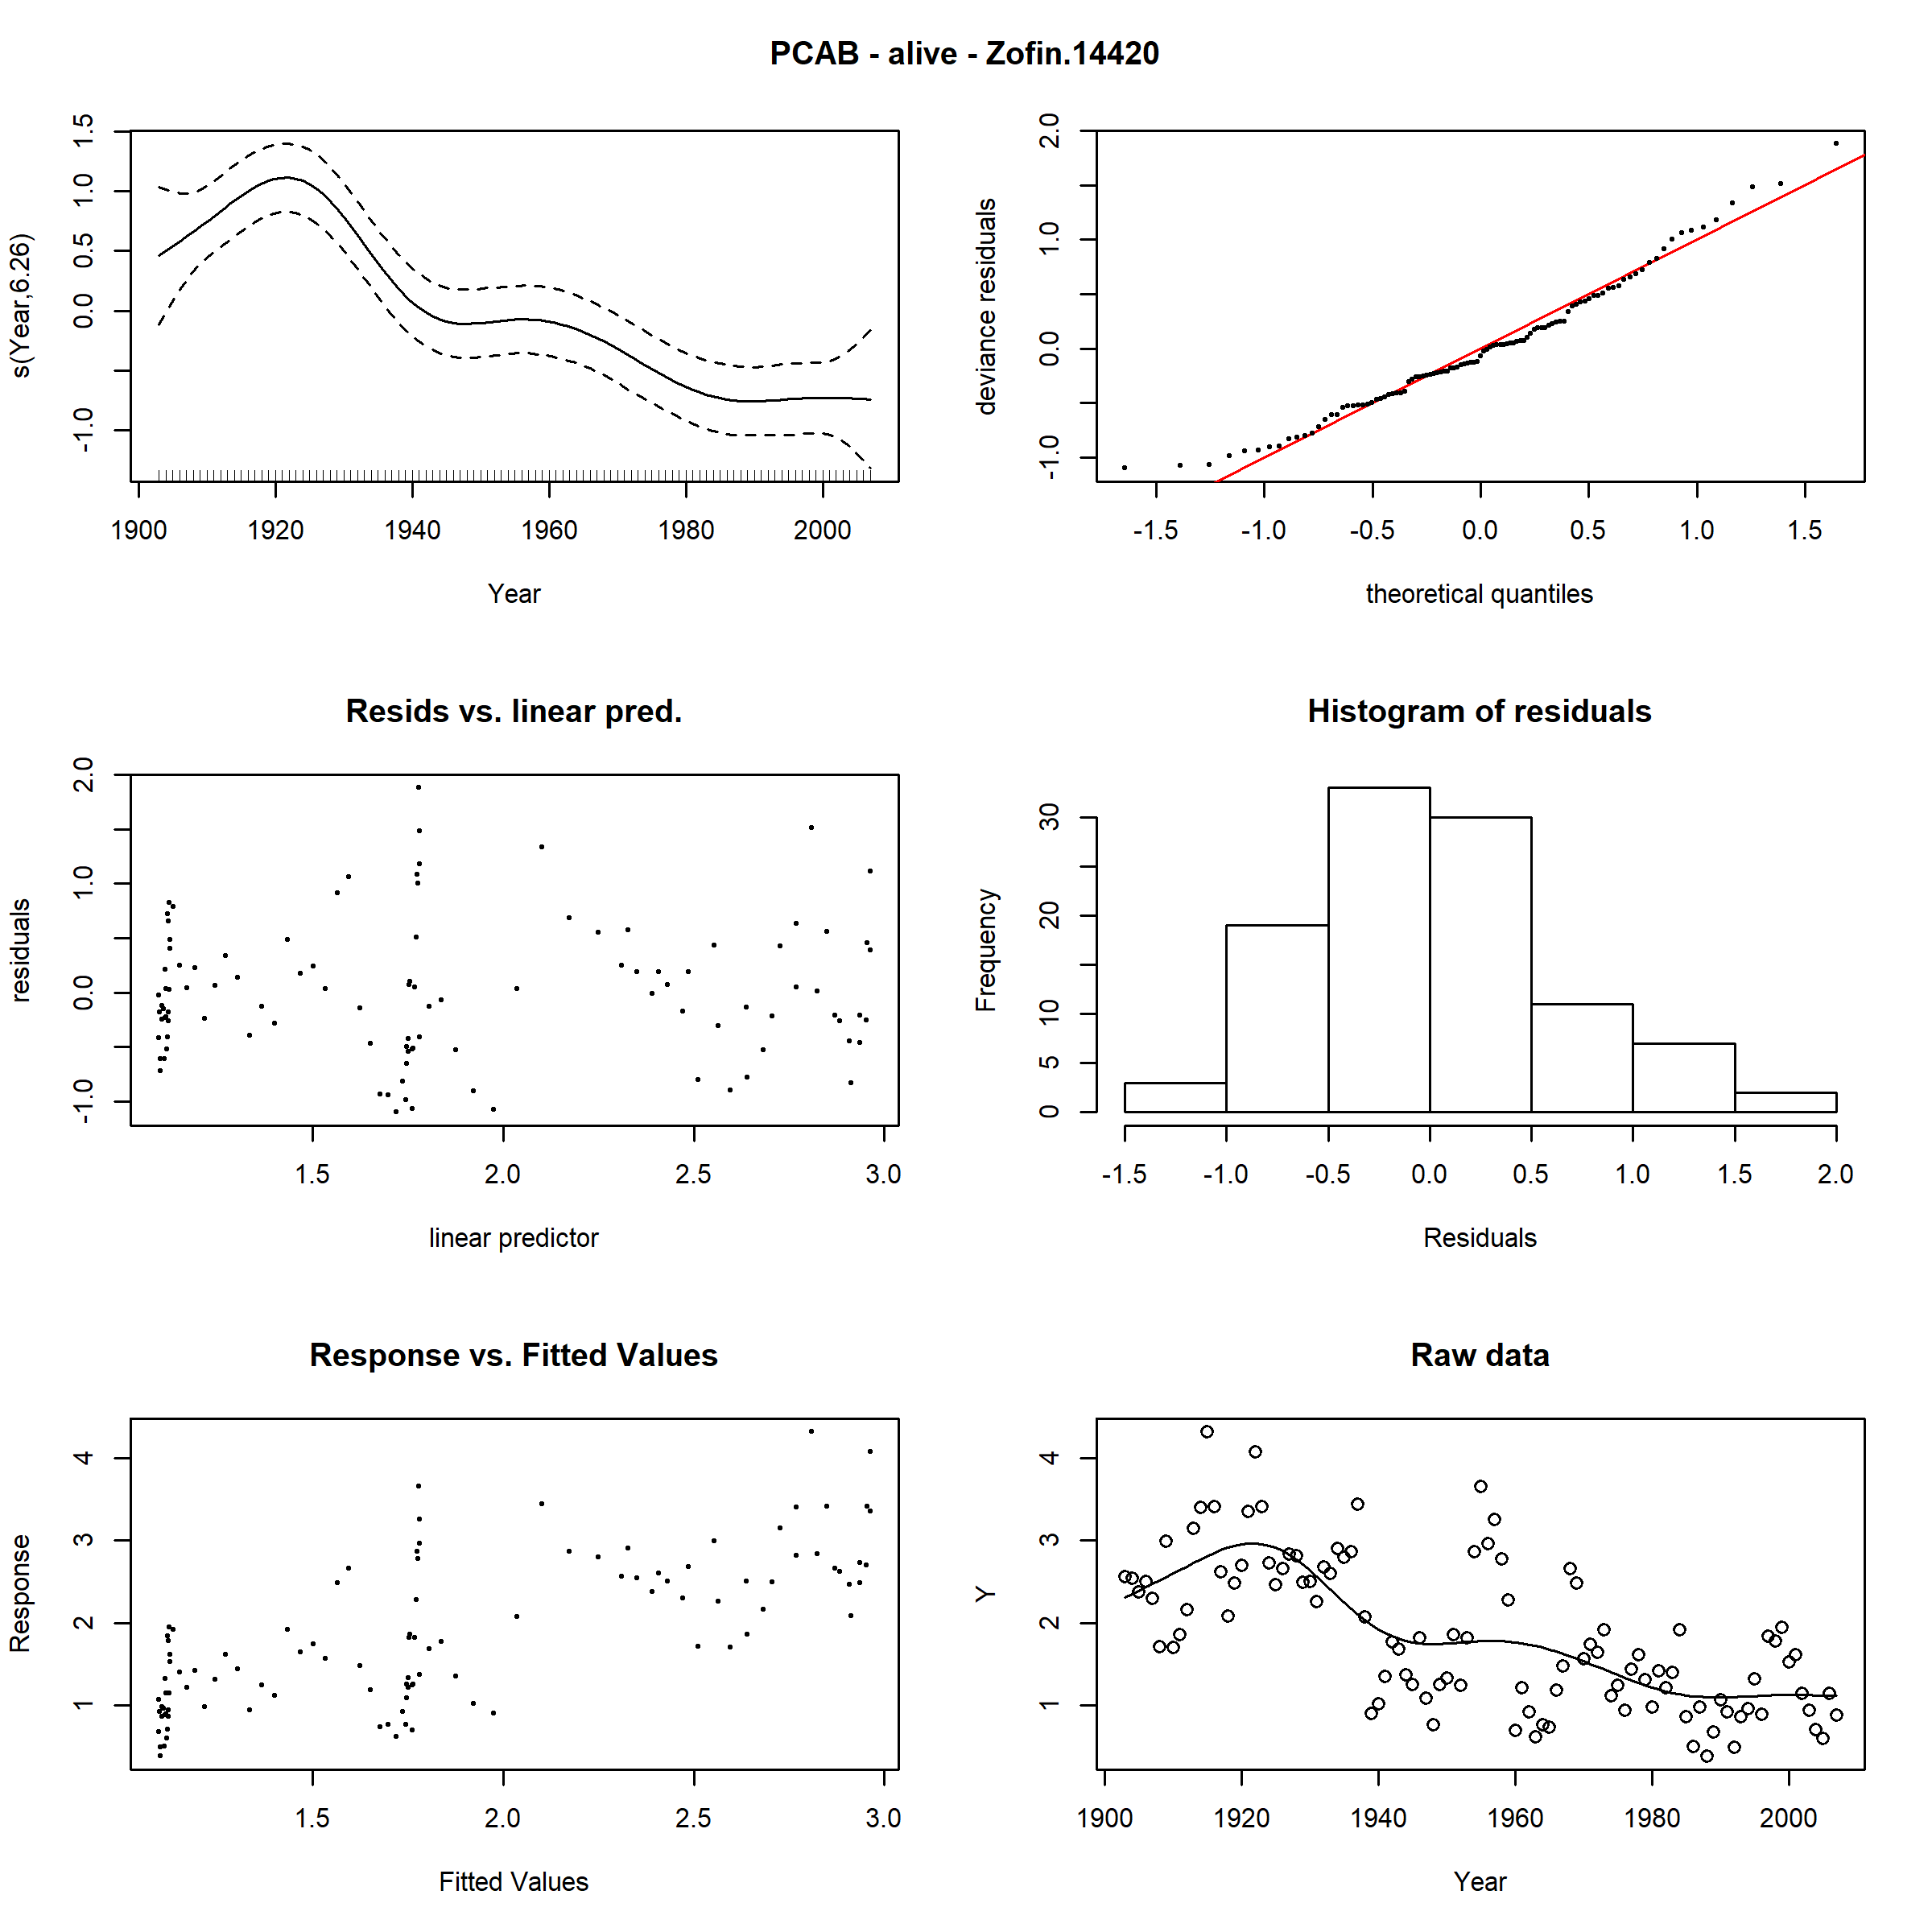 PCAB - alive - Zofin.14420
s(Year,6.26)
-1.0 0.0 0.5 1.0 1.5
1900 1920 1940 1960 1980 2000
Year
deviance residuals
-1.0 0.0 1.0 2.0
-1.5 -1.0 -0.5 0.0 0.5 1.0 1.5
theoretical quantiles
Resids vs. linear pred.
residuals
-1.0 0.0 1.0 2.0
1.5 2.0 2.5 3.0
linear predictor
Histogram of residuals
Frequency
0 5 10 20 30
-1.5 -1.0 -0.5 0.0 0.5 1.0 1.5 2.0
Residuals
Response vs. Fitted Values
Response
1 2 3 4
1.5 2.0 2.5 3.0
Fitted Values
Raw data
Y
1 2 3 4
1900 1920 1940 1960 1980 2000
Year